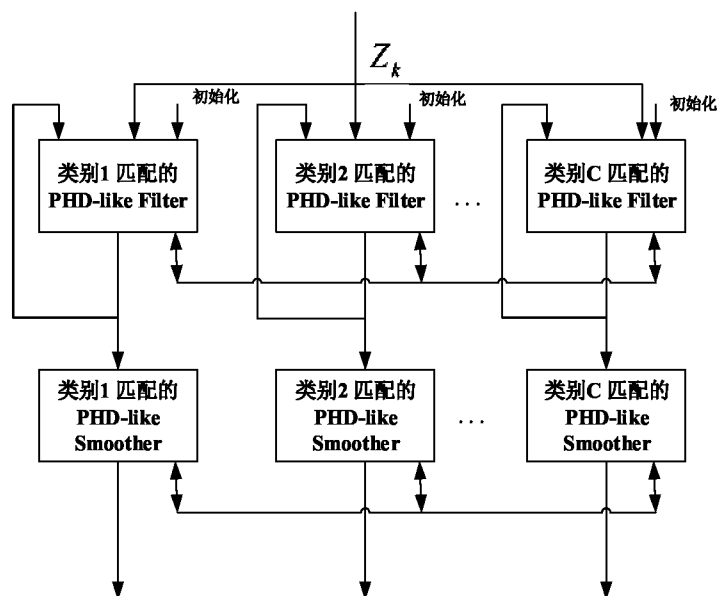 Z_k
初始化
初始化
初始化
类别1 匹配的
PHD-like Filter
类别2 匹配的
PHD-like Filter
...
类别C 匹配的
PHD-like Filter
类别1 匹配的
PHD-like
Smoother
类别2 匹配的
PHD-like
Smoother
...
类别C 匹配的
PHD-like
Smoother